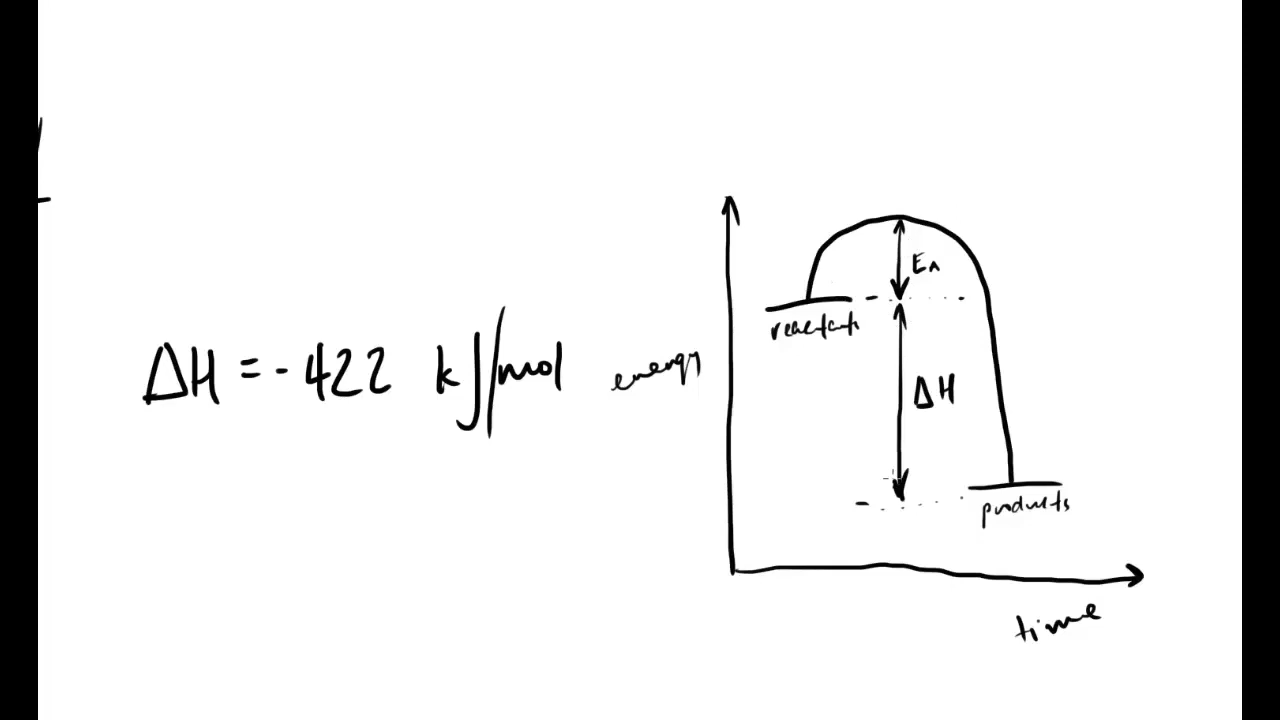 ΔH = -422 kJ/mol
energy
EA
reactants
ΔH
products
time